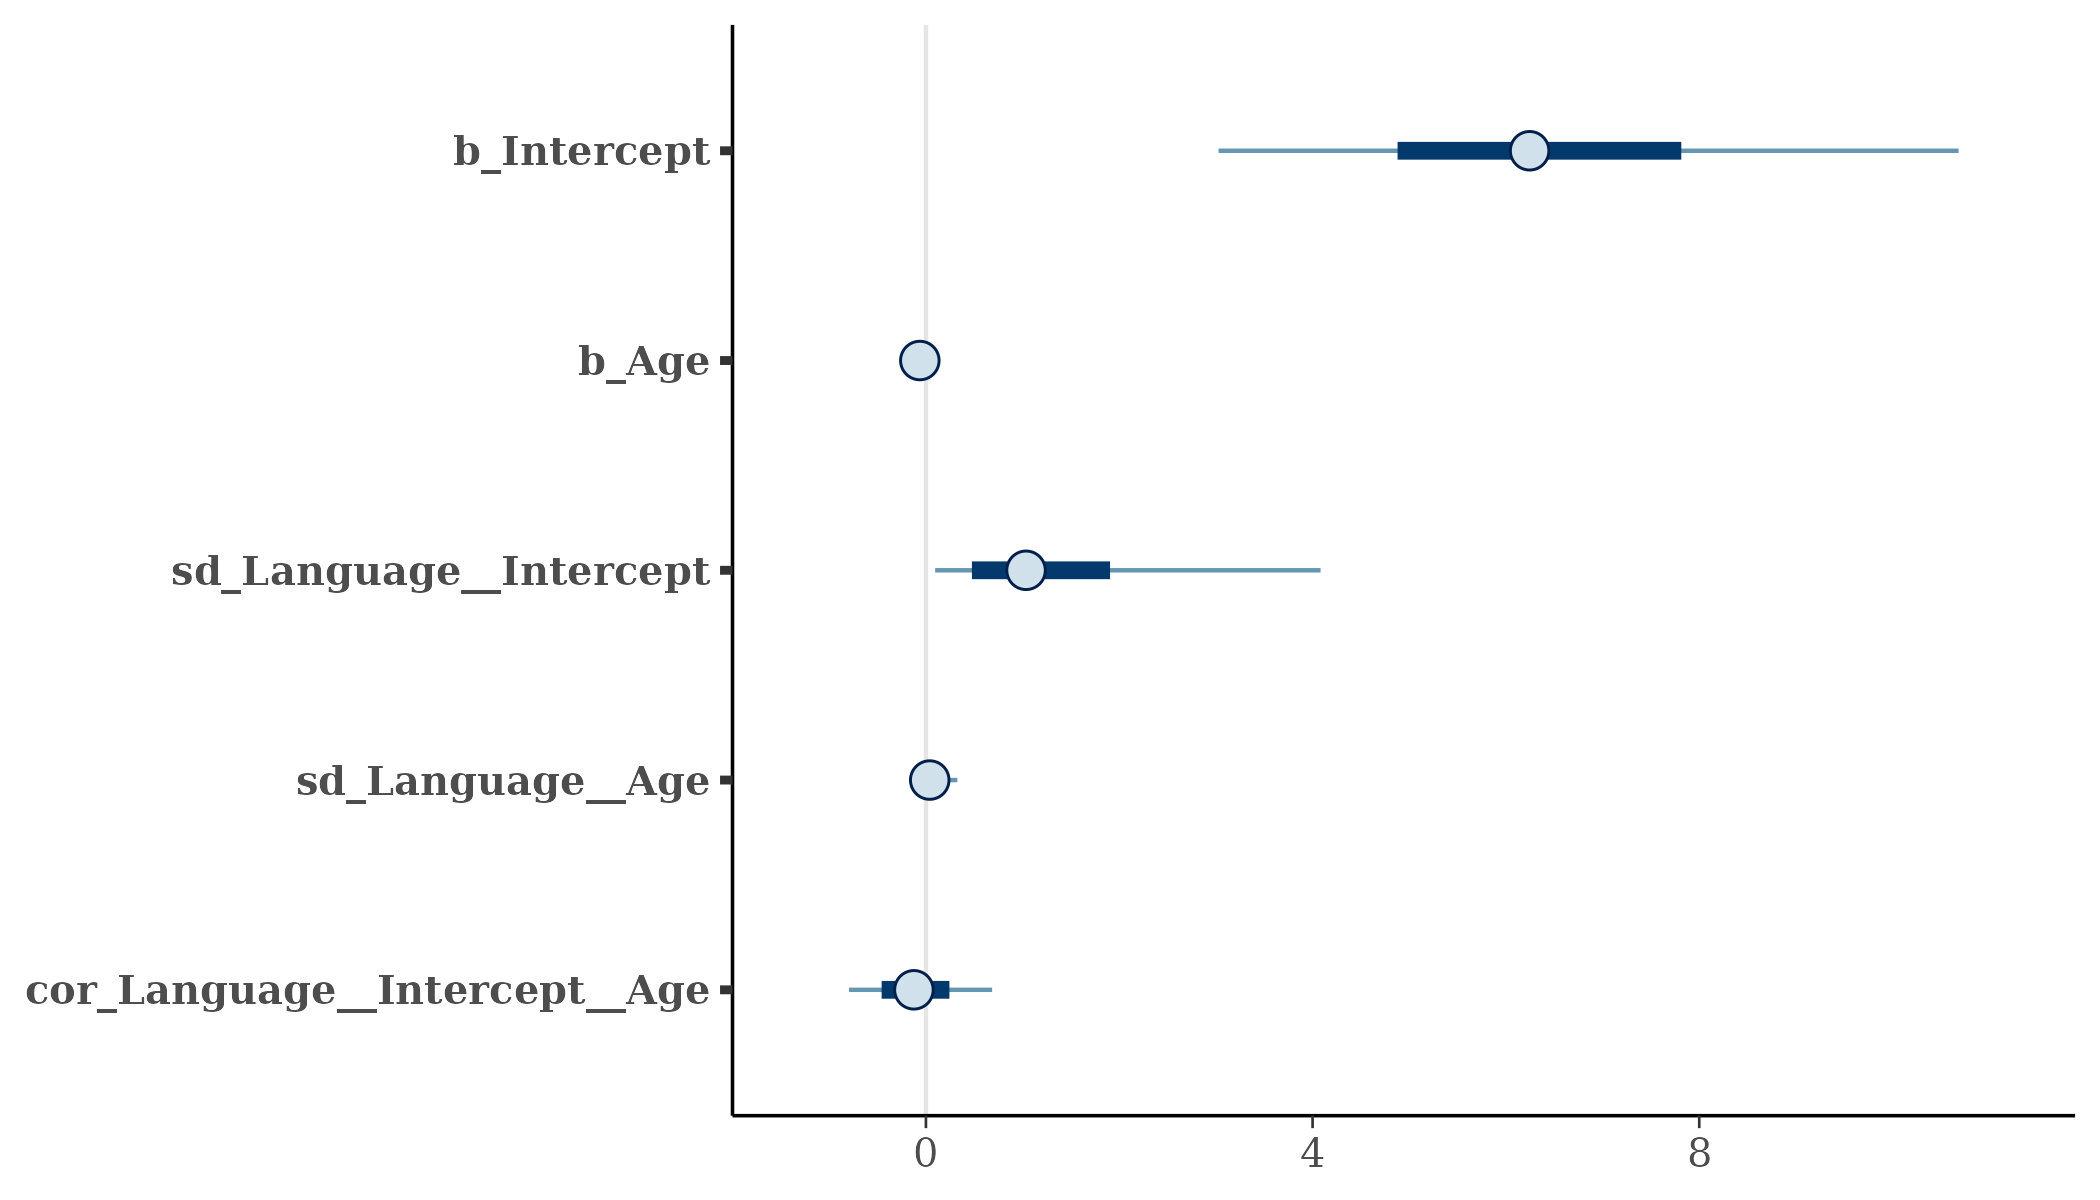 b_Intercept
b_Age
sd_Language__Intercept
sd_Language__Age
cor_Language__Intercept__Age
0 4 8